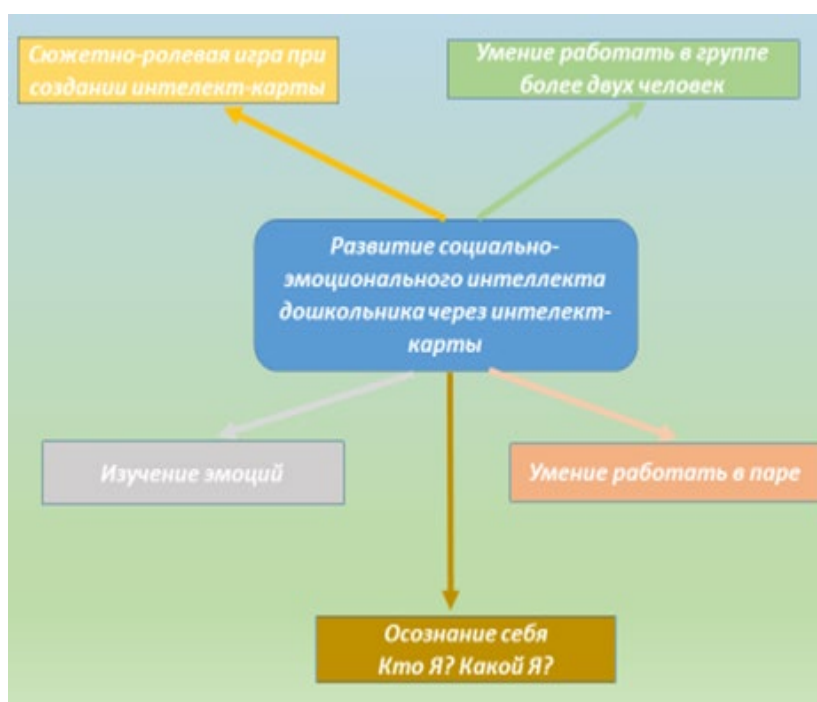 Сюжетно-ролевая игра при
создании интелект-карты
Умение работать в группе
более двух человек
Развитие социально-
эмоционального интеллекта
дошкольника через интелект-
карты
Изучение эмоций
Умение работать в паре
Осознание себя
Кто Я? Какой Я?